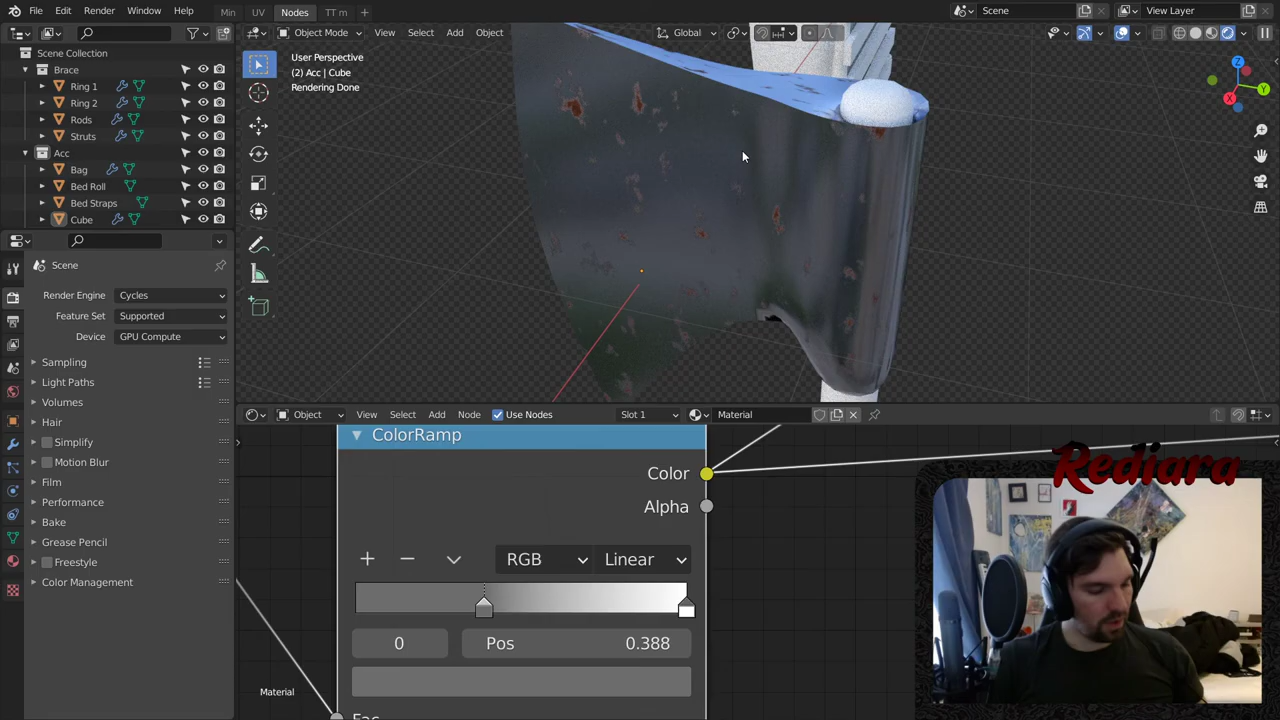 File Edit Render Window Help Min UV Nodes TT m + Scene View Layer
Object Mode View Select Add Object Global
Scene Collection
Brace
Ring 1
Ring 2
Rods
Struts
Acc
Bag
Bed Roll
Bed Straps
Cube
User Perspective
(2) Acc | Cube
Rendering Done
Z
Y
X
Scene
Render Engine Cycles
Feature Set Supported
Device GPU Compute
Sampling
Light Paths
Volumes
Hair
Simplify
Motion Blur
Film
Performance
Bake
Grease Pencil
Freestyle
Color Management
Object View Select Add Node Use Nodes Slot 1 Material
ColorRamp
Color
Alpha
RGB Linear
0 Pos 0.388
Fac
Material
Rediara